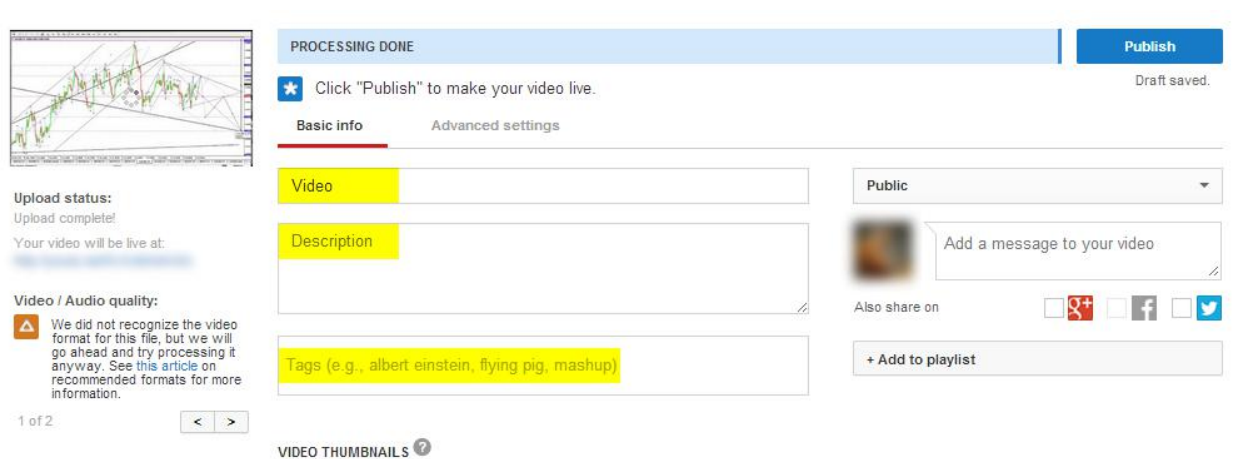 PROCESSING DONE
Publish
Click "Publish" to make your video live.
Draft saved.
Basic info
Advanced settings
Video
Public
Upload status:
Upload complete!
Your video will be live at:
Description
Add a message to your video
Also share on
Video / Audio quality:
We did not recognize the video
format for this file, but we will
go ahead and try processing it
anyway. See this article on
recommended formats for more
information.
Tags (e.g., albert einstein, flying pig, mashup)
+ Add to playlist
1 of 2
< >
VIDEO THUMBNAILS ?